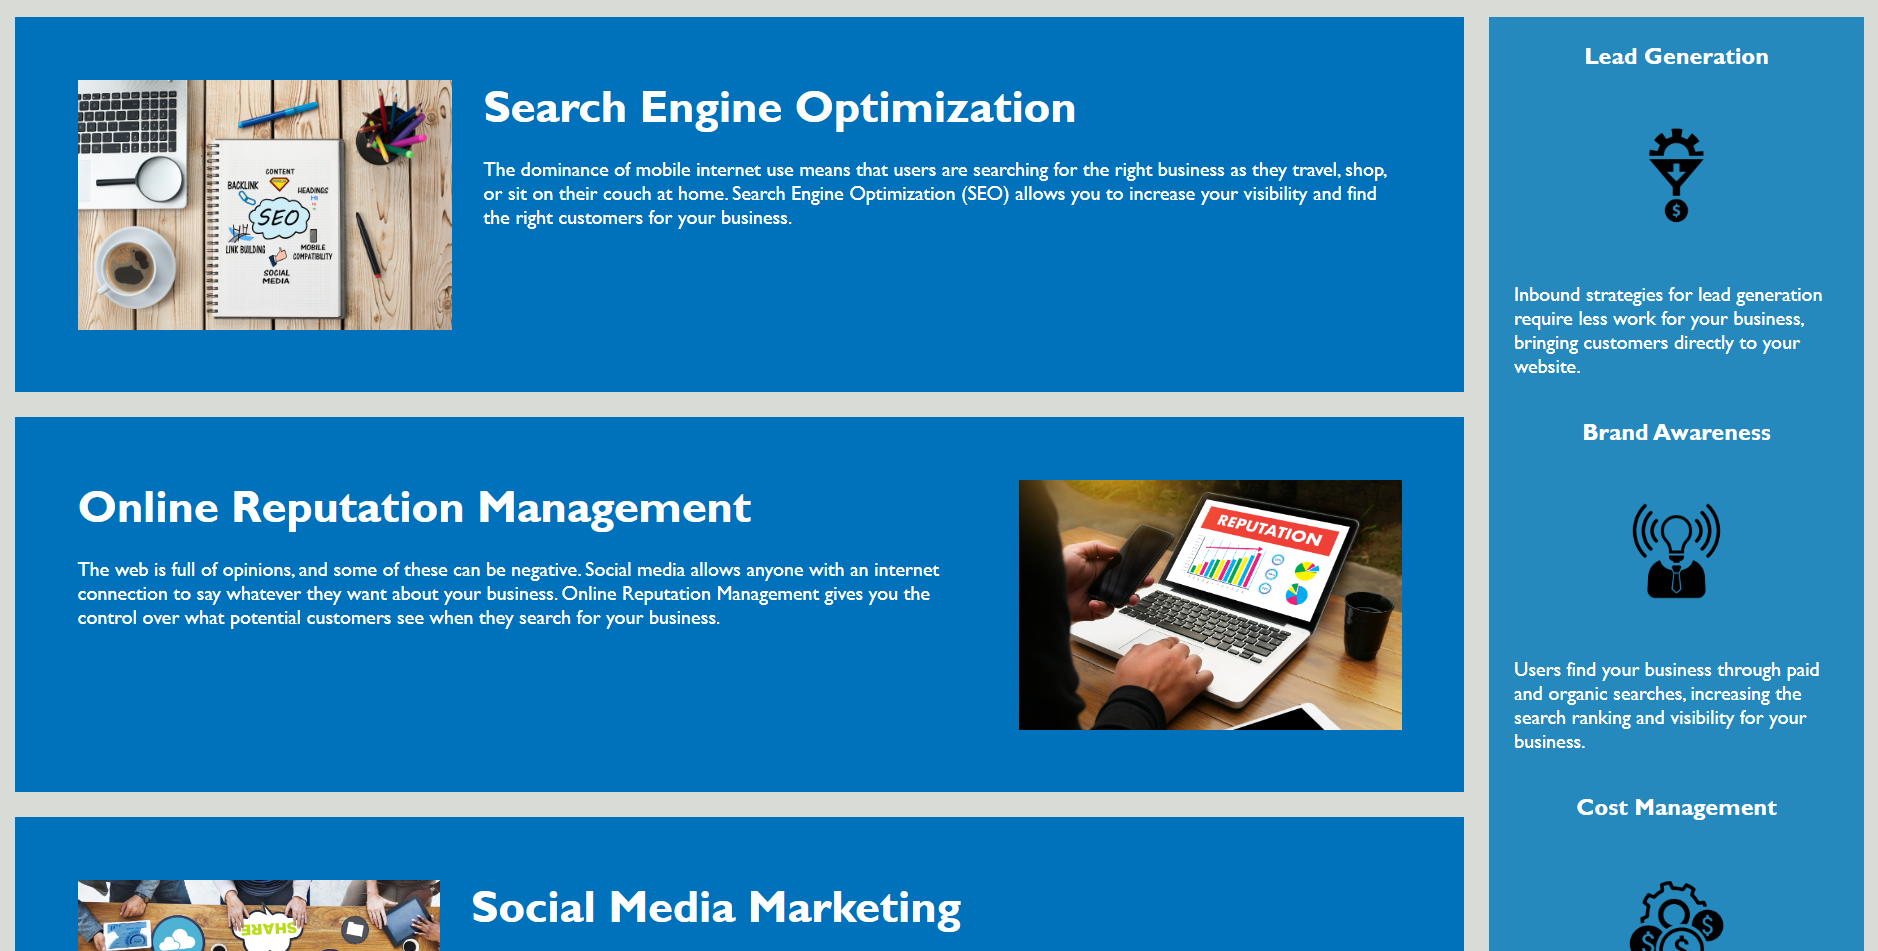 Search Engine Optimization
The dominance of mobile internet use means that users are searching for the right business as they travel, shop,
or sit on their couch at home. Search Engine Optimization (SEO) allows you to increase your visibility and find
the right customers for your business.
CONTENT
BACKLINK
HEADINGS
H1
SEO
LINK BUILDING
MOBILE
COMPATIBILITY
SOCIAL
MEDIA
Online Reputation Management
The web is full of opinions, and some of these can be negative. Social media allows anyone with an internet
connection to say whatever they want about your business. Online Reputation Management gives you the
control over what potential customers see when they search for your business.
REPUTATION
Social Media Marketing
SHARE
Lead Generation
$
Inbound strategies for lead generation
require less work for your business,
bringing customers directly to your
website.
Brand Awareness
Users find your business through paid
and organic searches, increasing the
search ranking and visibility for your
business.
Cost Management
$
$
$